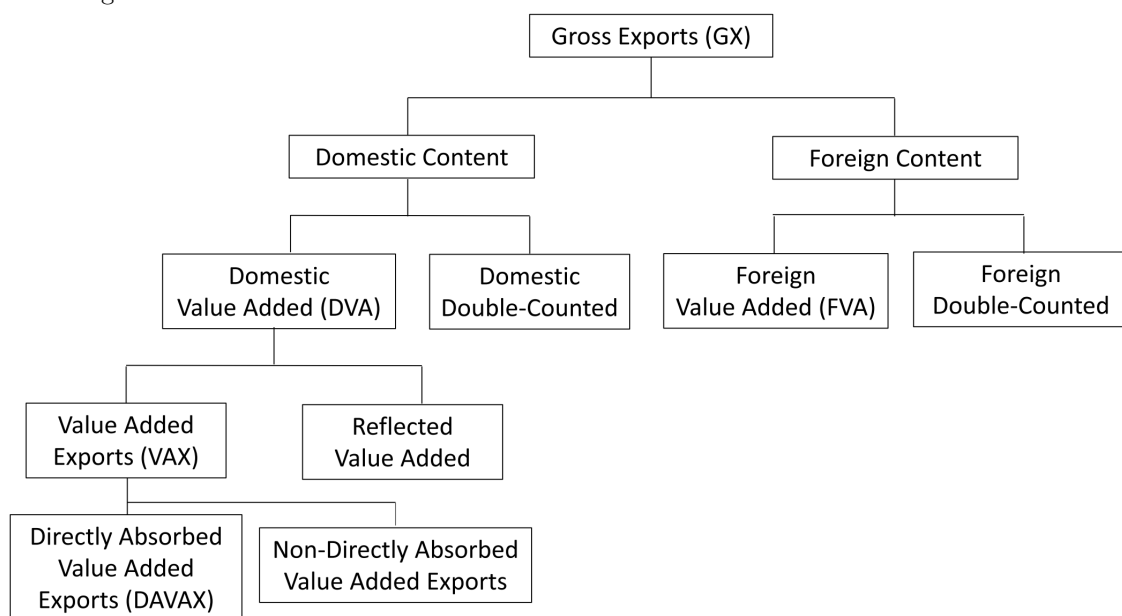 Gross Exports (GX)
Domestic Content
Foreign Content
Domestic
Value Added (DVA)
Domestic
Double-Counted
Foreign
Value Added (FVA)
Foreign
Double-Counted
Value Added
Exports (VAX)
Reflected
Value Added
Directly Absorbed
Value Added
Exports (DAVAX)
Non-Directly Absorbed
Value Added Exports